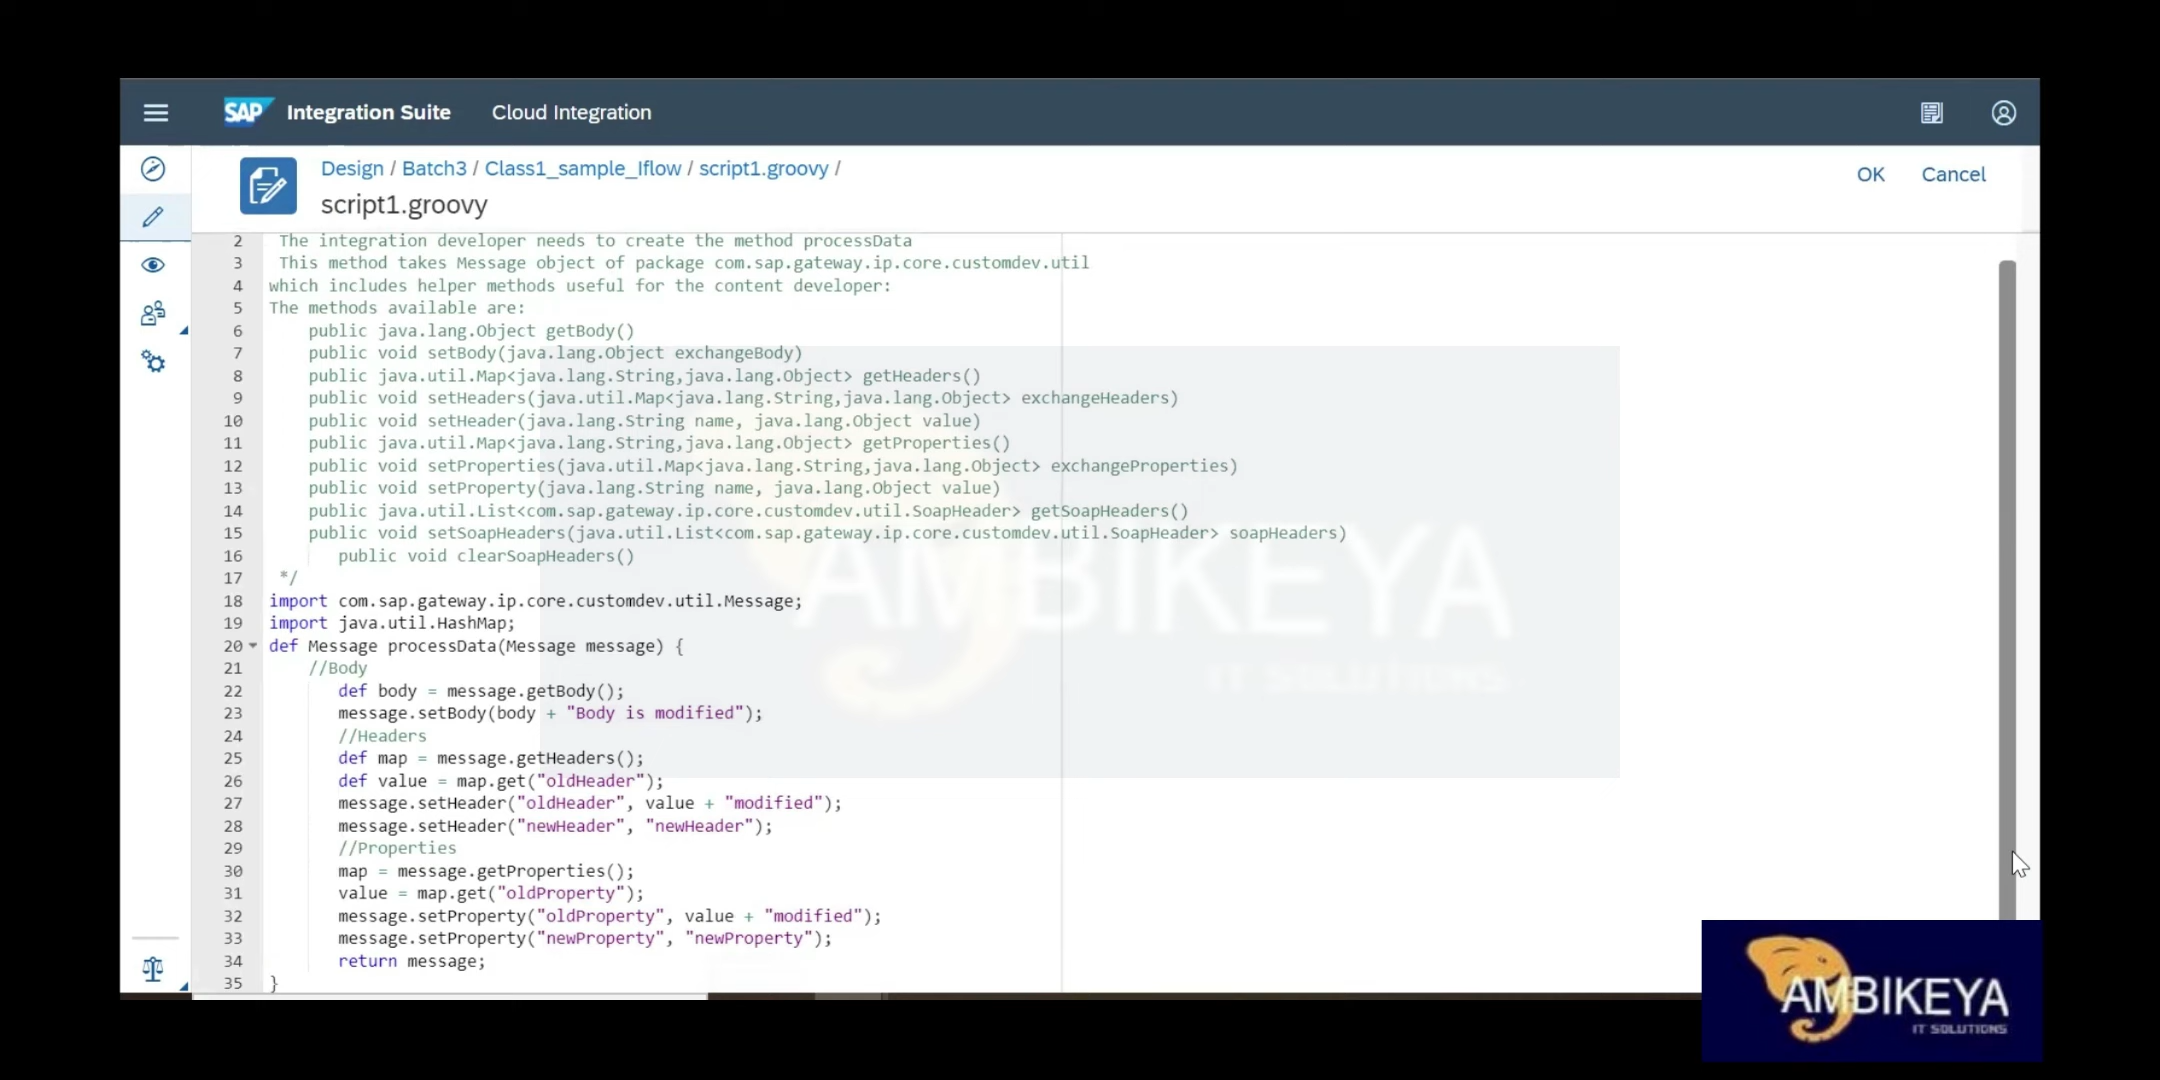 SAP Integration Suite Cloud Integration
Design / Batch3 / Class1_sample_Iflow / script1.groovy /
OK Cancel
script1.groovy
2 The integration developer needs to create the method processData
3 This method takes Message object of package com.sap.gateway.ip.core.customdev.util
4 which includes helper methods useful for the content developer:
5 The methods available are:
6 public java.lang.Object getBody()
7 public void setBody(java.lang.Object exchangeBody)
8 public java.util.Map<java.lang.String,java.lang.Object> getHeaders()
9 public void setHeaders(java.util.Map<java.lang.String,java.lang.Object> exchangeHeaders)
10 public void setHeader(java.lang.String name, java.lang.Object value)
11 public java.util.Map<java.lang.String,java.lang.Object> getProperties()
12 public void setProperties(java.util.Map<java.lang.String,java.lang.Object> exchangeProperties)
13 public void setProperty(java.lang.String name, java.lang.Object value)
14 public java.util.List<com.sap.gateway.ip.core.customdev.util.SoapHeader> getSoapHeaders()
15 public void setSoapHeaders(java.util.List<com.sap.gateway.ip.core.customdev.util.SoapHeader> soapHeaders)
16 public void clearSoapHeaders()
17 */
18 import com.sap.gateway.ip.core.customdev.util.Message;
19 import java.util.HashMap;
20 def Message processData(Message message) {
21 //Body
22 def body = message.getBody();
23 message.setBody(body + "Body is modified");
24 //Headers
25 def map = message.getHeaders();
26 def value = map.get("oldHeader");
27 message.setHeader("oldHeader", value + "modified");
28 message.setHeader("newHeader", "newHeader");
29 //Properties
30 map = message.getProperties();
31 value = map.get("oldProperty");
32 message.setProperty("oldProperty", value + "modified");
33 message.setProperty("newProperty", "newProperty");
34 return message;
35 }
AMBIKEYA
IT SOLUTIONS
AMBIKEYA
IT SOLUTIONS